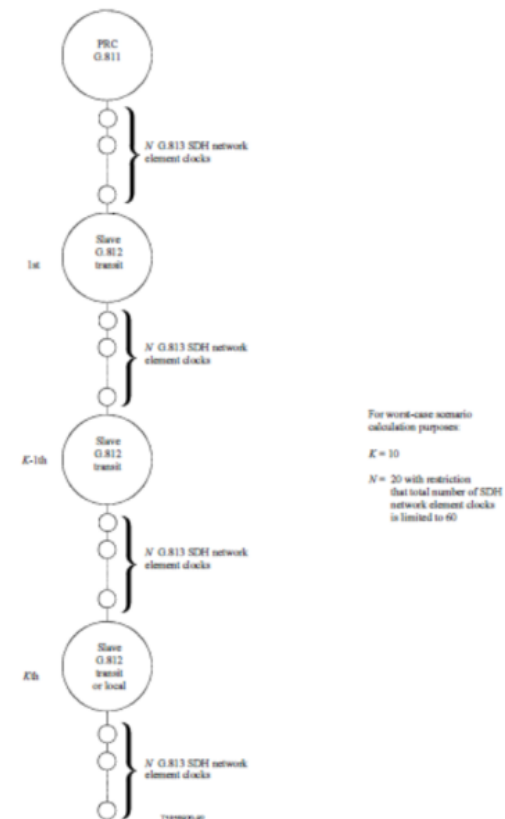 PRC
G.811
N G.813 SDH network
element clocks
Slave
G.812
transit
1st
N G.813 SDH network
element clocks
Slave
G.812
transit
K-1th
For worst-case scenario
calculation purposes:
K = 10
N = 20 with restriction
that total number of SDH
network element clocks
is limited to 60
N G.813 SDH network
element clocks
Slave
G.812
transit
or local
Kth
N G.813 SDH network
element clocks